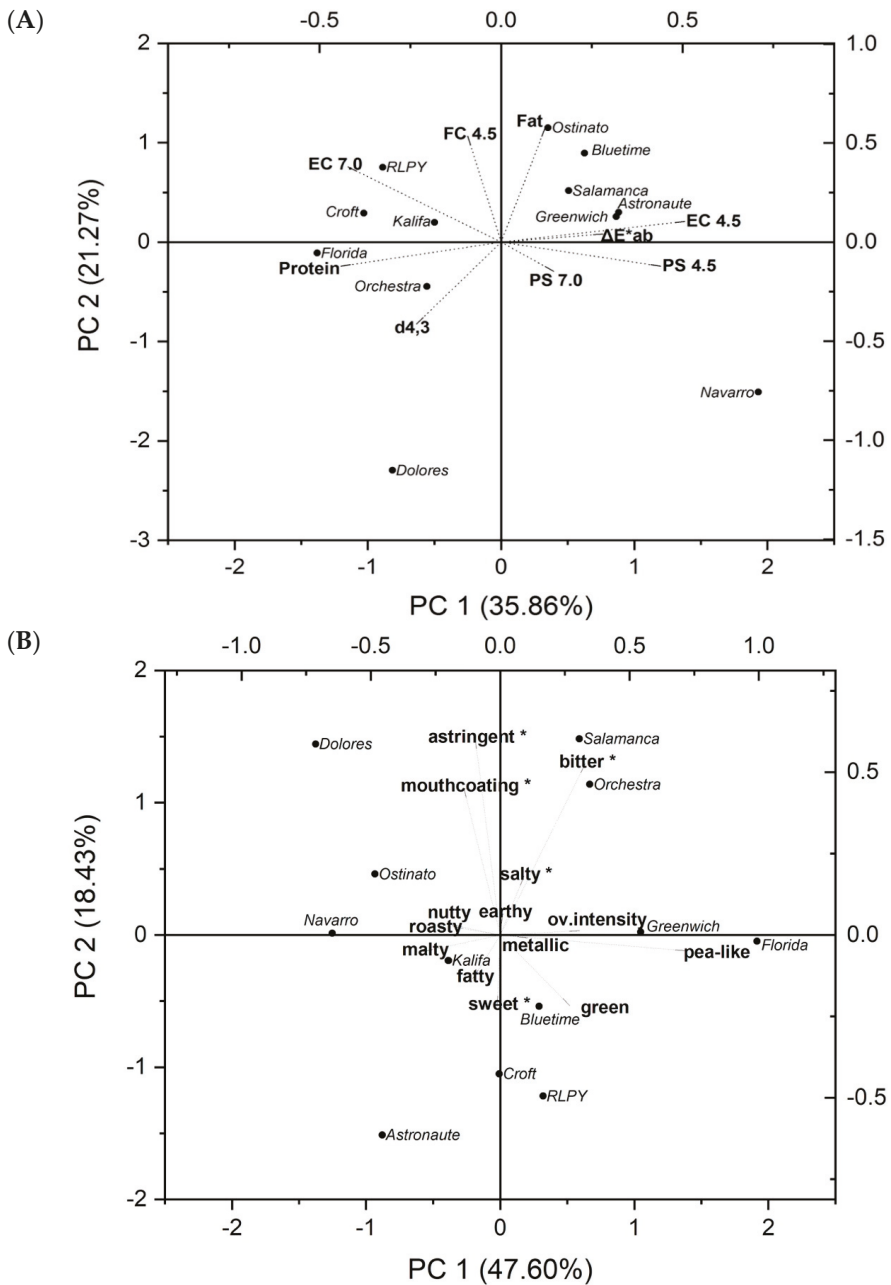 (A)
-0.5 0.0 0.5
2 1.0
FC 4.5 Fat Ostinato
Bluetime
1 0.5
EC 7.0 RLPY
Salamanca
Croft Kalifa Astronaute
Greenwich EC 4.5
0 ΔE*ab 0.0
Florida
Protein PS 7.0 PS 4.5
Orchestra
d4,3
-1 -0.5
Navarro
-2 -1.0
Dolores
-3 -1.5
-2 -1 0 1 2
PC 2 (21.27%)
PC 1 (35.86%)
(B)
-1.0 -0.5 0.0 0.5 1.0
2
Dolores astringent * Salamanca
bitter *
mouthcoating * Orchestra
0.5
1
Ostinato salty *
nutty earthy
Navarro roasty ov.intensity Greenwich
0 0.0
malty metallic pea-like Florida
Kalifa
fatty
sweet * green
Bluetime
-1 Croft
RLPY -0.5
Astronaute
-2
-2 -1 0 1 2
PC 2 (18.43%)
PC 1 (47.60%)